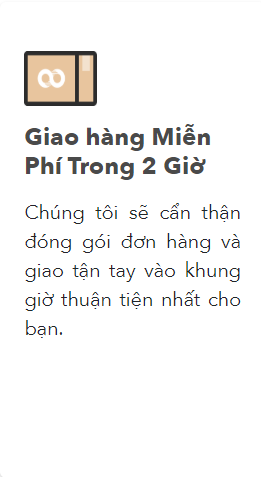 Giao hàng Miễn
Phí Trong 2 Giờ
Chúng tôi sẽ cẩn thận
đóng gói đơn hàng và
giao tận tay vào khung
giờ thuận tiện nhất cho
bạn.